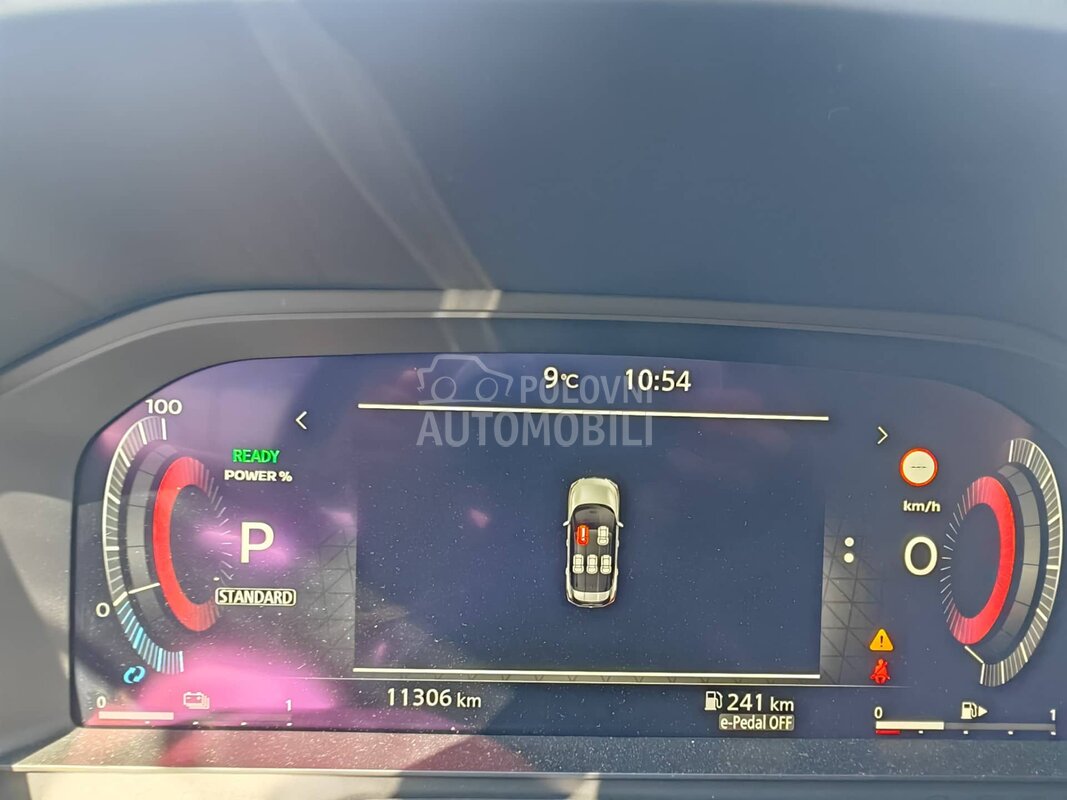 9°C 10:54
POLOVNI
AUTOMOBILI
100
READY
POWER %
P
STANDARD
0
---
km/h
0
11306 km
241 km
e-Pedal OFF
0 1
0 1